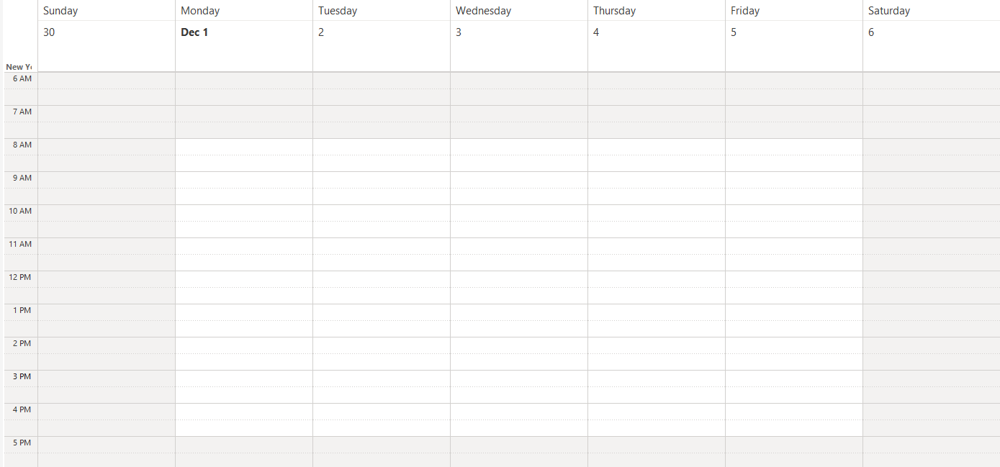 Sunday Monday Tuesday Wednesday Thursday Friday Saturday
30 Dec 1 2 3 4 5 6
New Y
6 AM
7 AM
8 AM
9 AM
10 AM
11 AM
12 PM
1 PM
2 PM
3 PM
4 PM
5 PM